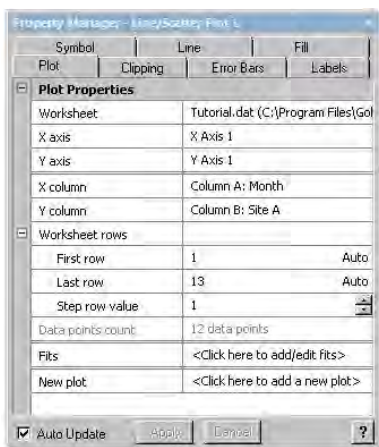 Property Manager - Line/Scatter Plot 1
Symbol Line Fill
Plot Clipping Error Bars Labels
Plot Properties
Worksheet Tutorial.dat (C:\Program Files\Gol
X axis X Axis 1
Y axis Y Axis 1
X column Column A: Month
Y column Column B: Site A
Worksheet rows
First row 1 Auto
Last row 13 Auto
Step row value 1
Data points count 12 data points
Fits <Click here to add/edit fits>
New plot <Click here to add a new plot>
Auto Update Apply Cancel ?